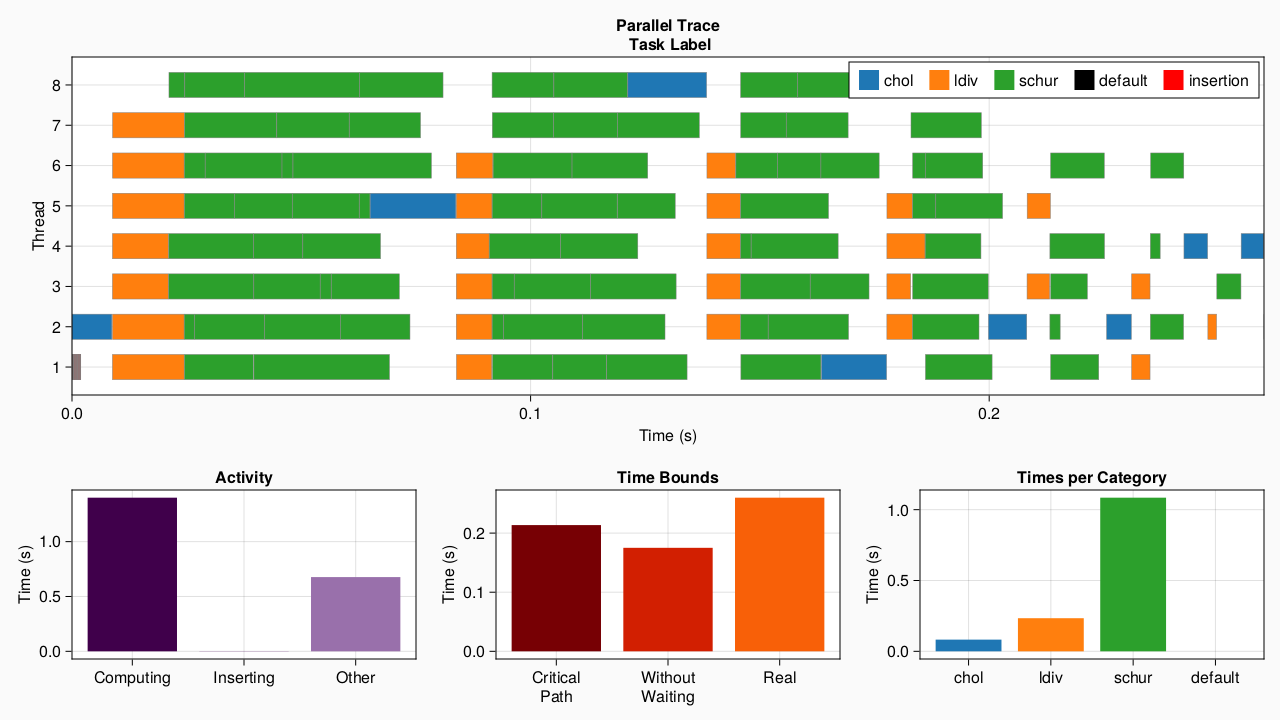 Parallel Trace
Task Label
Thread
8
7
6
5
4
3
2
1
chol ldiv schur default insertion
0.0 0.1 0.2
Time (s)
Activity
Time (s)
1.0
0.5
0.0
Computing Inserting Other
Time Bounds
Time (s)
0.2
0.1
0.0
Critical
Path
Without
Waiting
Real
Times per Category
Time (s)
1.0
0.5
0.0
chol ldiv schur default